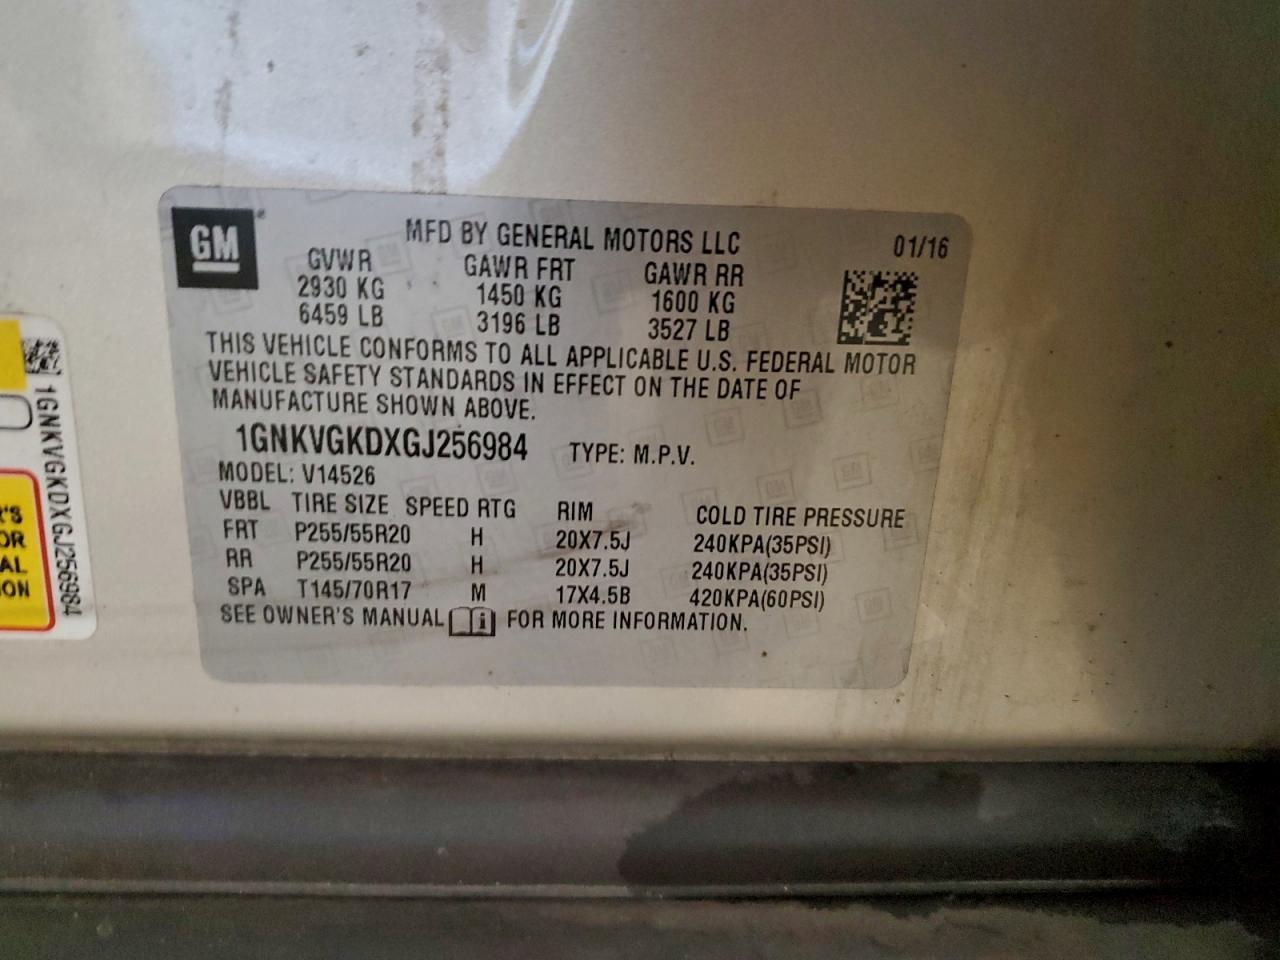 GM
MFD BY GENERAL MOTORS LLC 01/16
GVWR GAWR FRT GAWR RR
2930 KG 1450 KG 1600 KG
6459 LB 3196 LB 3527 LB
THIS VEHICLE CONFORMS TO ALL APPLICABLE U.S. FEDERAL MOTOR
VEHICLE SAFETY STANDARDS IN EFFECT ON THE DATE OF
MANUFACTURE SHOWN ABOVE.
1GNKVGKDXGJ256984 TYPE: M.P.V.
MODEL: V14526
VBBL TIRE SIZE SPEED RTG RIM COLD TIRE PRESSURE
FRT P255/55R20 H 20X7.5J 240KPA(35PSI)
RR P255/55R20 H 20X7.5J 240KPA(35PSI)
SPA T145/70R17 M 17X4.5B 420KPA(60PSI)
SEE OWNER'S MANUAL FOR MORE INFORMATION.
1GNKVGKDXGJ256984
'S
OR
AL
ION